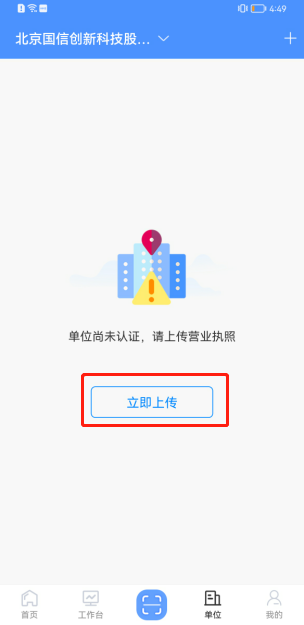 4:49
北京国信创新科技股...
单位尚未认证，请上传营业执照
立即上传
首页
工作台
单位
我的